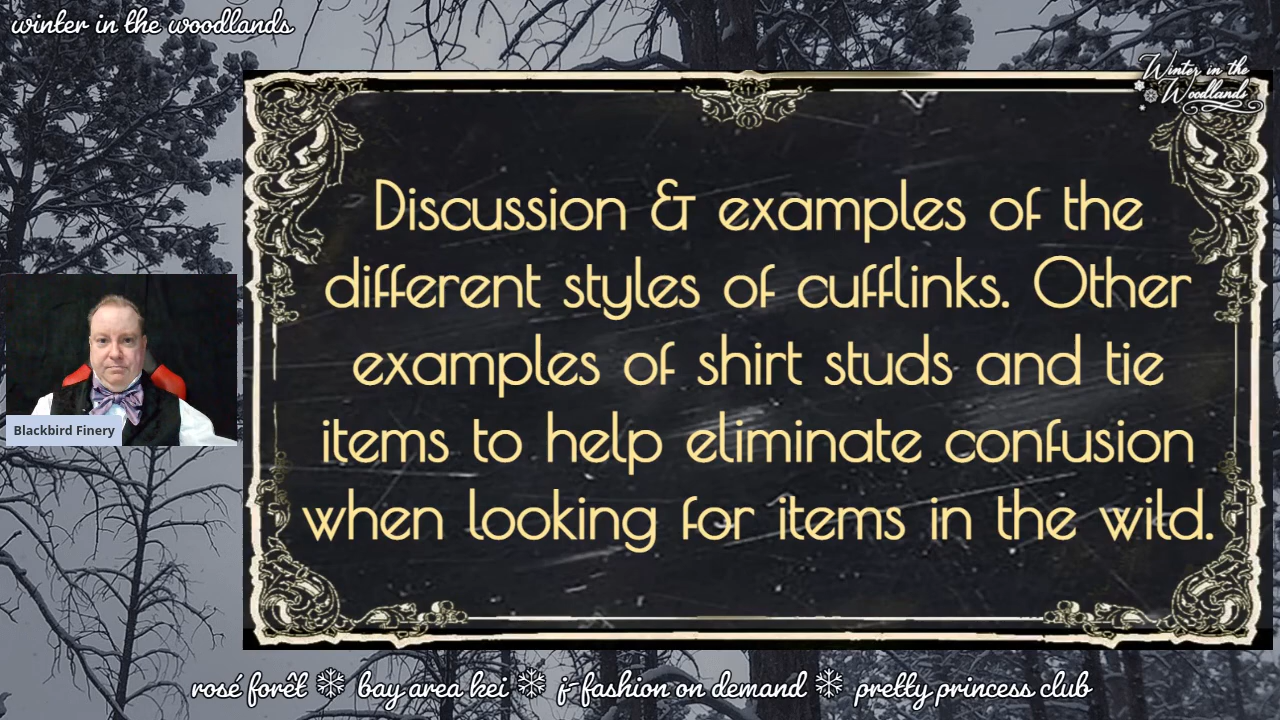 winter in the woodlands
Winter in the
Woodlands
Discussion & examples of the
different styles of cufflinks. Other
examples of shirt studs and tie
items to help eliminate confusion
when looking for items in the wild.
Blackbird Finery
rosé forêt ❄ bay area kei ❄ j-fashion on demand ❄ pretty princess club